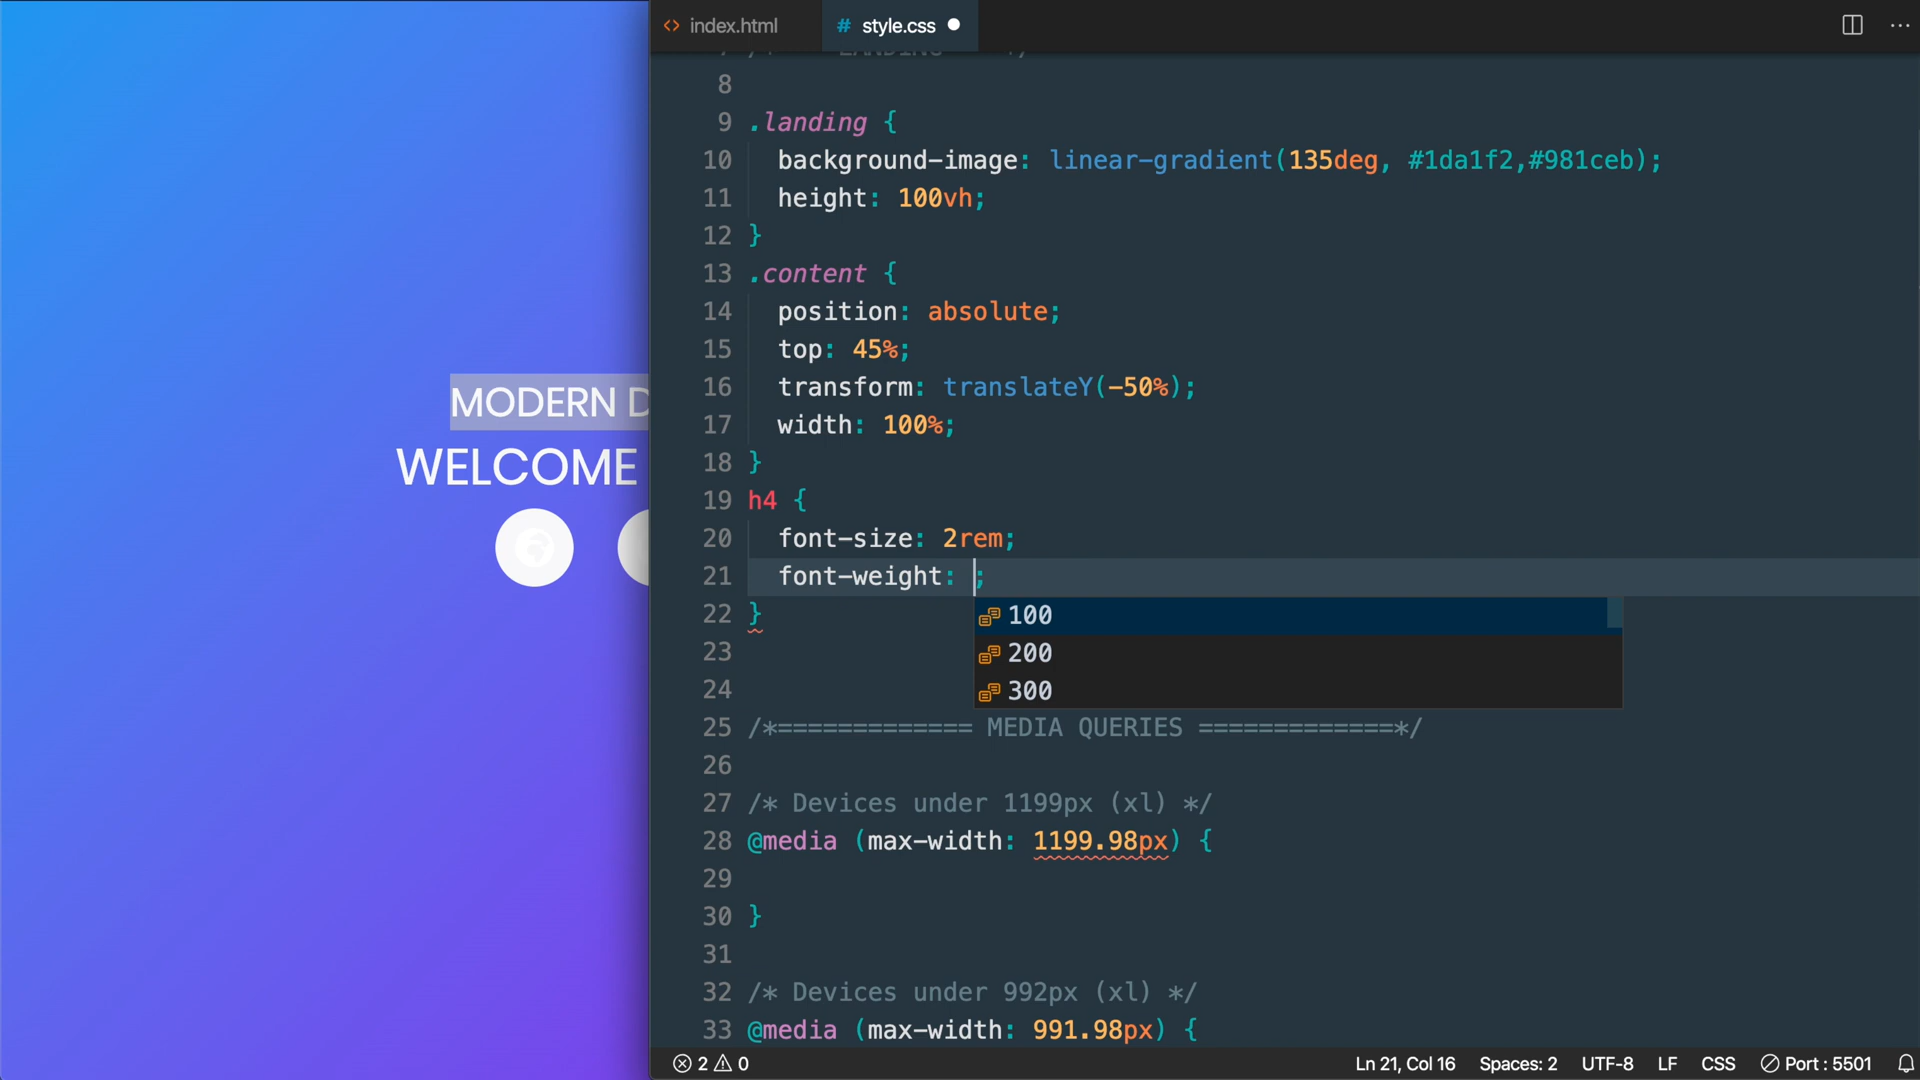 index.html
style.css
LANDING
8
9 .landing {
10 background-image: linear-gradient(135deg, #1da1f2,#981ceb);
11 height: 100vh;
12 }
13 .content {
14 position: absolute;
15 top: 45%;
16 transform: translateY(-50%);
17 width: 100%;
18 }
19 h4 {
20 font-size: 2rem;
21 font-weight: ;
22 }
100
23
200
24
300
25 /*============= MEDIA QUERIES =============*/
26
27 /* Devices under 1199px (xl) */
28 @media (max-width: 1199.98px) {
29
30 }
31
32 /* Devices under 992px (xl) */
33 @media (max-width: 991.98px) {
MODERN D
WELCOME
2 0
Ln 21, Col 16
Spaces: 2
UTF-8
LF
CSS
Port : 5501